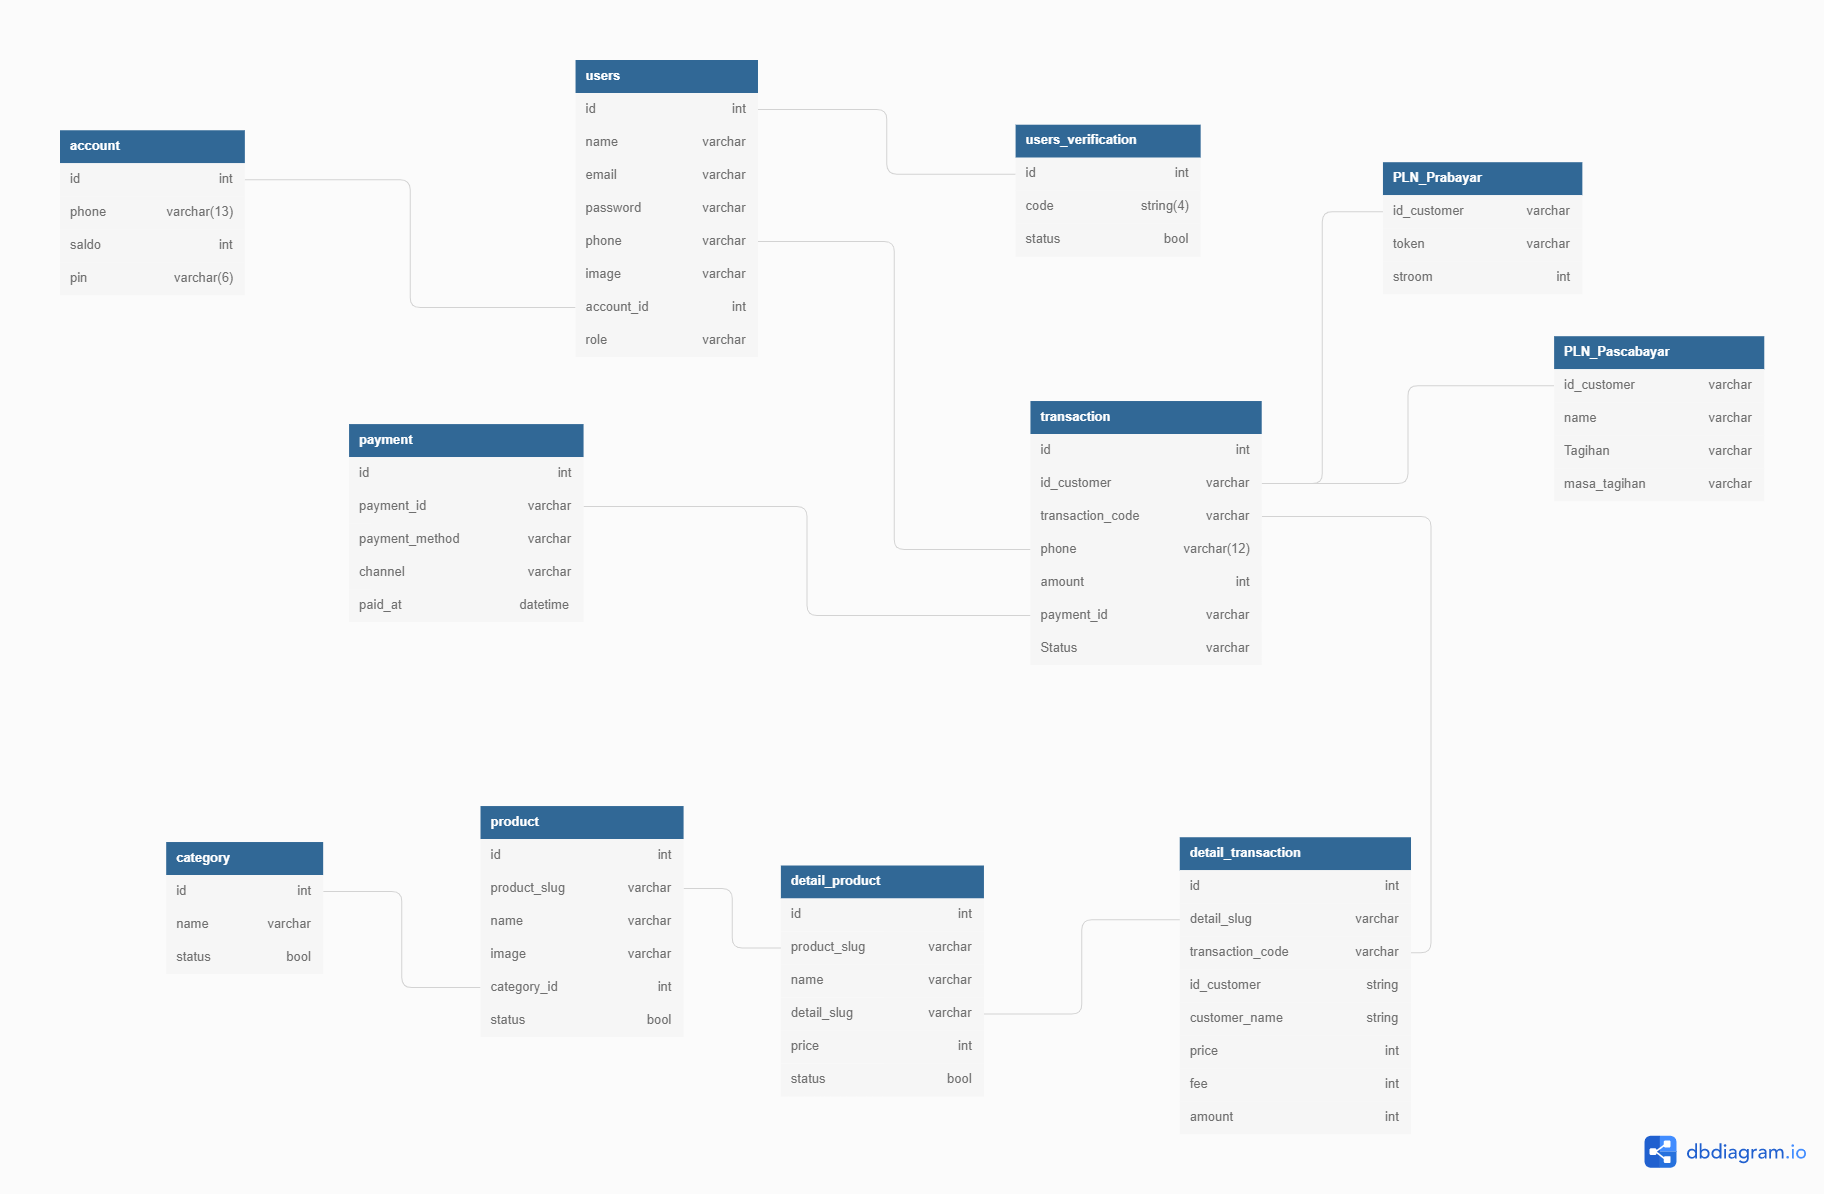 users
id int
name varchar
email varchar
password varchar
phone varchar
image varchar
account_id int
role varchar
account
id int
phone varchar(13)
saldo int
pin varchar(6)
users_verification
id int
code string(4)
status bool
PLN_Prabayar
id_customer varchar
token varchar
stroom int
PLN_Pascabayar
id_customer varchar
name varchar
Tagihan varchar
masa_tagihan varchar
transaction
id int
id_customer varchar
transaction_code varchar
phone varchar(12)
amount int
payment_id varchar
Status varchar
payment
id int
payment_id varchar
payment_method varchar
channel varchar
paid_at datetime
category
id int
name varchar
status bool
product
id int
product_slug varchar
name varchar
image varchar
category_id int
status bool
detail_product
id int
product_slug varchar
name varchar
detail_slug varchar
price int
status bool
detail_transaction
id int
detail_slug varchar
transaction_code varchar
id_customer string
customer_name string
price int
fee int
amount int
dbdiagram.io